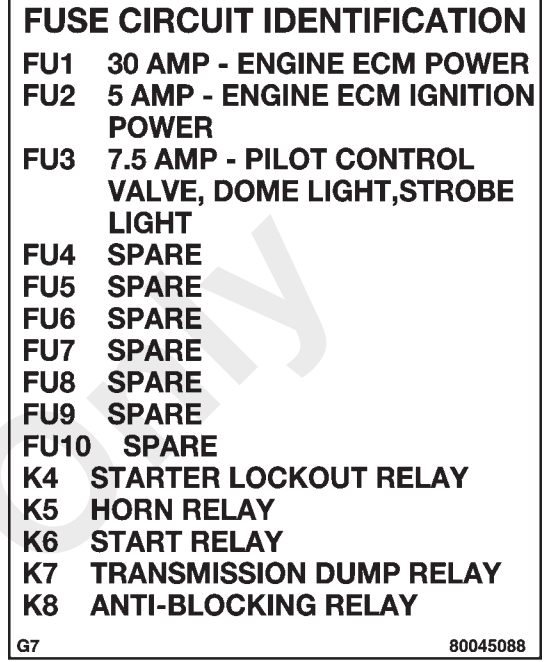 FUSE CIRCUIT IDENTIFICATION
FU1 30 AMP - ENGINE ECM POWER
FU2 5 AMP - ENGINE ECM IGNITION
POWER
FU3 7.5 AMP - PILOT CONTROL
VALVE, DOME LIGHT,STROBE
LIGHT
FU4 SPARE
FU5 SPARE
FU6 SPARE
FU7 SPARE
FU8 SPARE
FU9 SPARE
FU10 SPARE
K4 STARTER LOCKOUT RELAY
K5 HORN RELAY
K6 START RELAY
K7 TRANSMISSION DUMP RELAY
K8 ANTI-BLOCKING RELAY
G7 80045088
Only